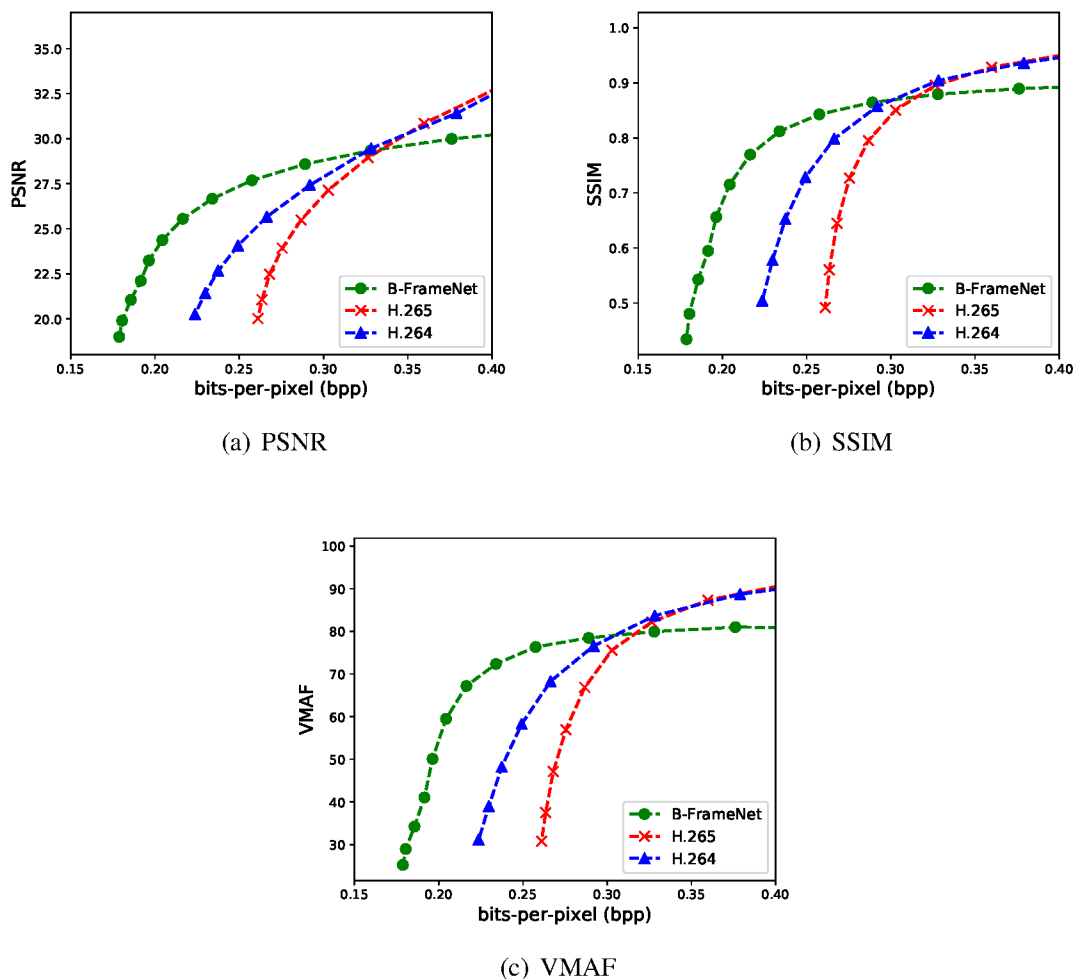 PSNR
35.0
32.5
30.0
27.5
25.0
22.5
20.0
0.15 0.20 0.25 0.30 0.35 0.40
bits-per-pixel (bpp)
B-FrameNet
H.265
H.264
(a) PSNR
SSIM
1.0
0.9
0.8
0.7
0.6
0.5
0.15 0.20 0.25 0.30 0.35 0.40
bits-per-pixel (bpp)
B-FrameNet
H.265
H.264
(b) SSIM
VMAF
100
90
80
70
60
50
40
30
0.15 0.20 0.25 0.30 0.35 0.40
bits-per-pixel (bpp)
B-FrameNet
H.265
H.264
(c) VMAF